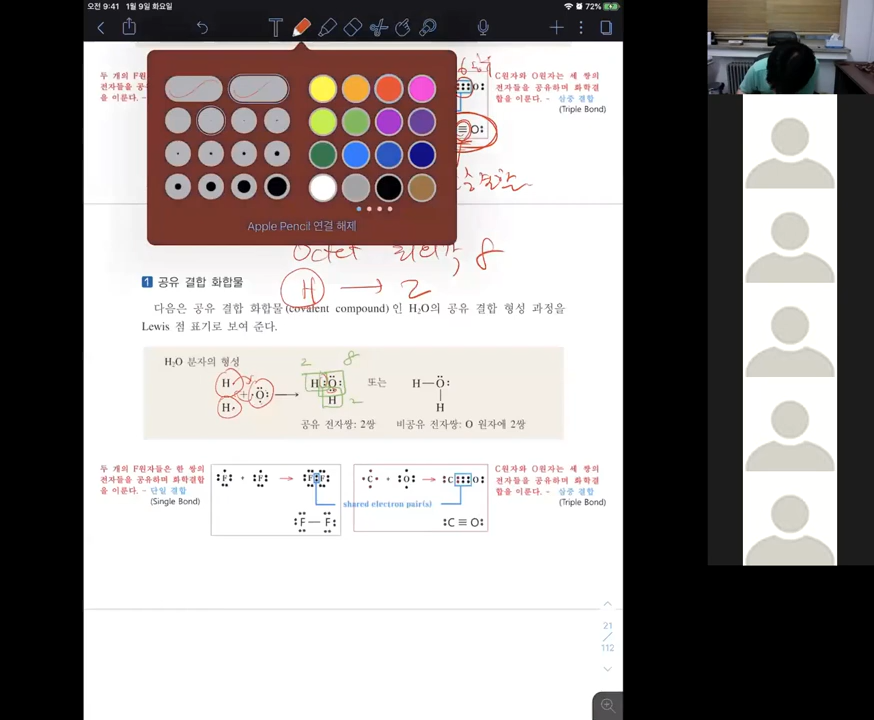 오전 9:41 1월 9일 화요일
72%
두 개의 F원
전자들을 공
을 이룬다. -
C원자와 O원자는 세 쌍의
전자들을 공유하며 화학결
합을 이룬다. - 삼중 결합
(Triple Bond)
O:
≡O:
Apple Pencil 연결 해제
Octet 8
H → 2
1 공유 결합 화합물
다음은 공유 결합 화합물(covalent compound)인 H₂O의 공유 결합 형성 과정을
Lewis 점 표기로 보여 준다.
H₂O 분자의 형성
2 8
H· + ·Ö: → H:Ö: 또는 H—Ö:
H· H 2 H
공유 전자쌍: 2쌍 비공유 전자쌍: O 원자에 2쌍
두 개의 F원자들은 한 쌍의
전자들을 공유하며 화학결
합을 이룬다. - 단일 결합
(Single Bond)
F + F → F F
shared electron pair(s)
:F—F:
·C· + ·O: → :C:::O:
:C≡O:
C원자와 O원자는 세 쌍의
전자들을 공유하며 화학결
합을 이룬다. - 삼중 결합
(Triple Bond)
21
/
112